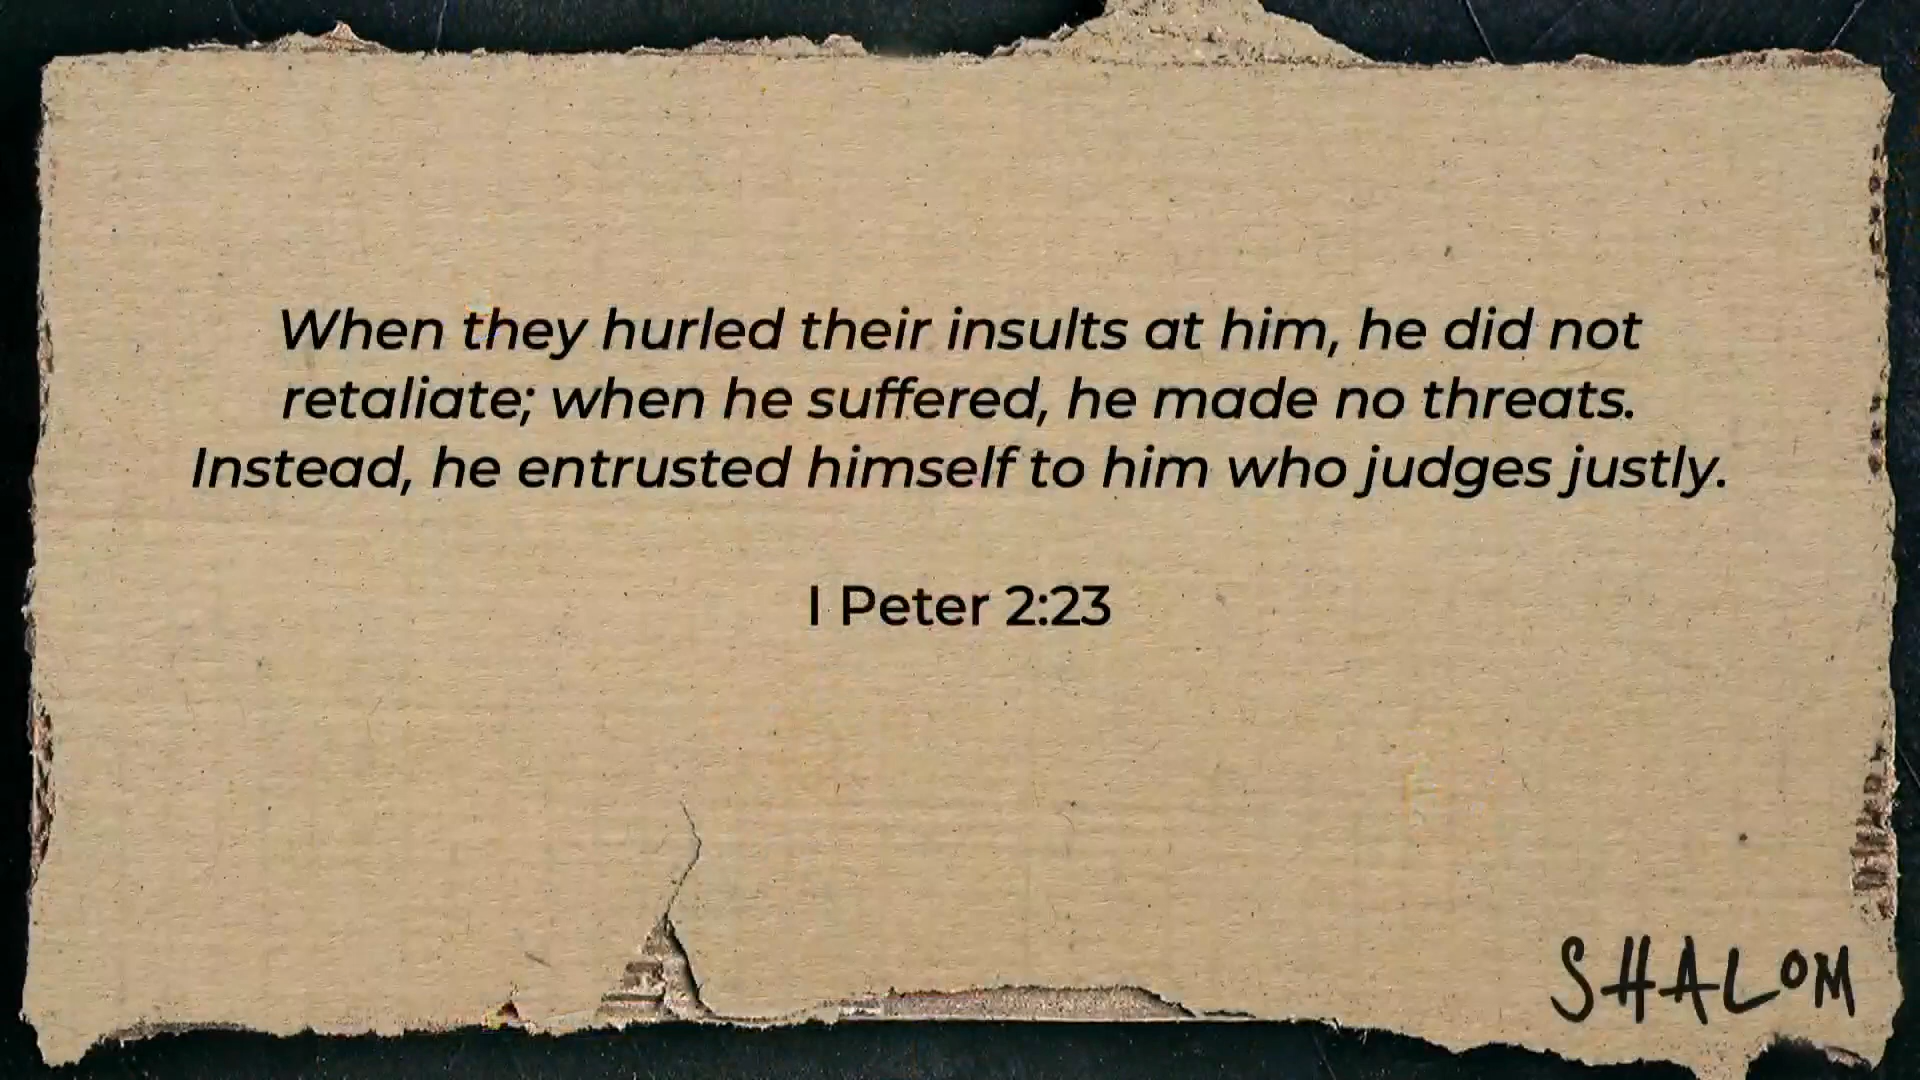 When they hurled their insults at him, he did not
retaliate; when he suffered, he made no threats.
Instead, he entrusted himself to him who judges justly.
I Peter 2:23
SHALOM